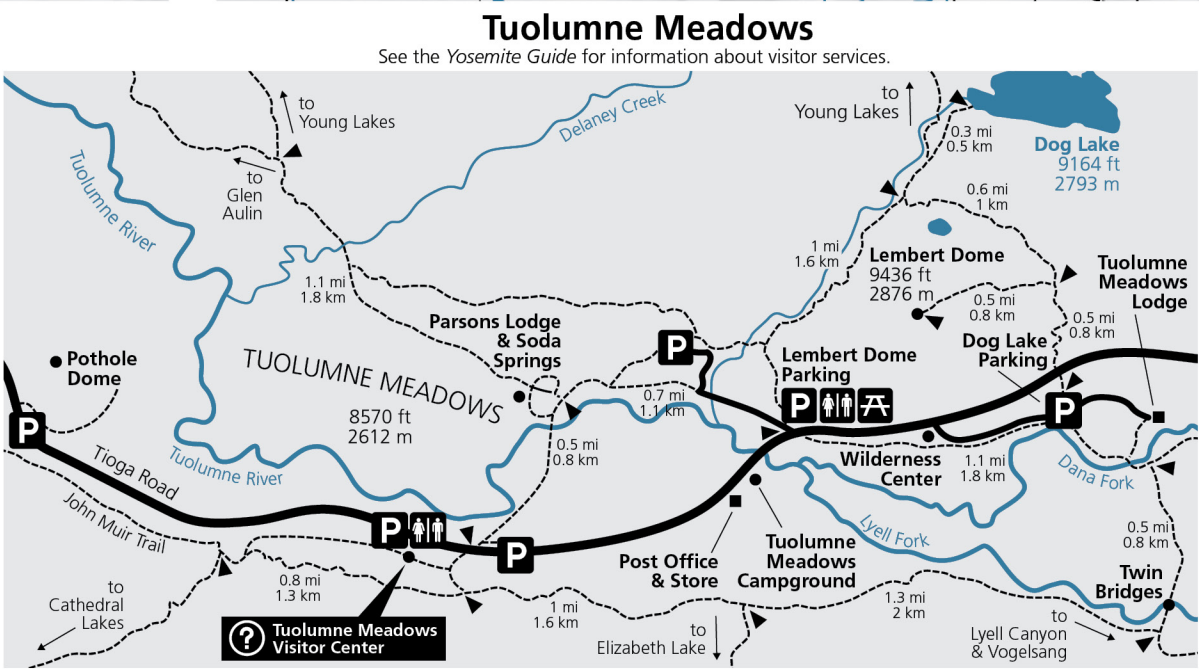 Tuolumne Meadows
See the Yosemite Guide for information about visitor services.
to
Young Lakes
Delaney Creek
to
Young Lakes
0.3 mi
0.5 km
Dog Lake
9164 ft
2793 m
Tuolumne River
to
Glen
Aulin
0.6 mi
1 km
1 mi
1.6 km
Lembert Dome
9436 ft
2876 m
Tuolumne
Meadows
Lodge
1.1 mi
1.8 km
0.5 mi
0.8 km
0.5 mi
0.8 km
Parsons Lodge
& Soda
Springs
P
Dog Lake
Parking
Pothole
Dome
TUOLUMNE MEADOWS
8570 ft
2612 m
Lembert Dome
Parking
P
0.7 mi
1.1 km
P
P
0.5 mi
0.8 km
Tioga Road
Tuolumne River
Wilderness
Center
1.1 mi
1.8 km
Dana Fork
John Muir Trail
P
P
Lyell Fork
0.5 mi
0.8 km
Post Office
& Store
Tuolumne
Meadows
Campground
Twin
Bridges
to
Cathedral
Lakes
0.8 mi
1.3 km
1 mi
1.6 km
1.3 mi
2 km
to
Elizabeth Lake
to
Lyell Canyon
& Vogelsang
?
Tuolumne Meadows
Visitor Center